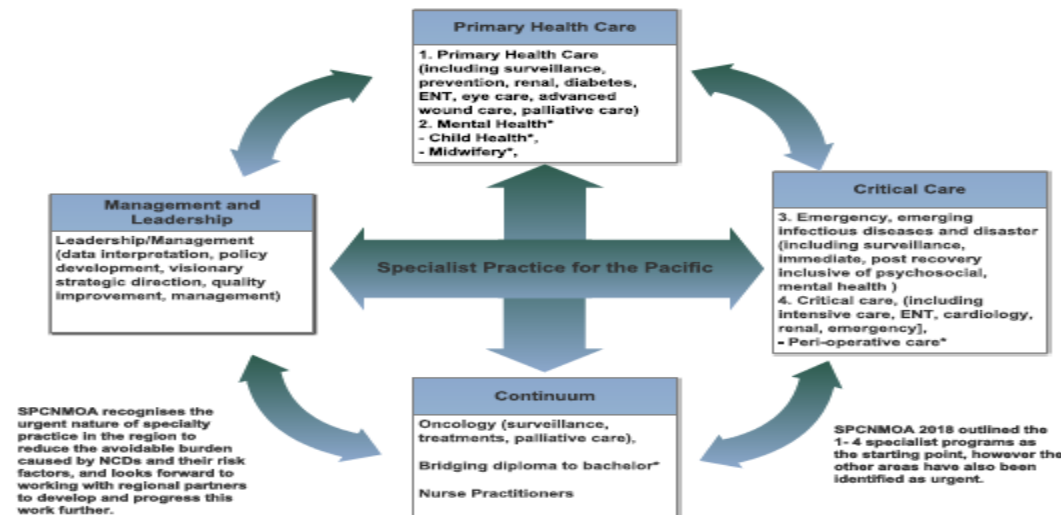 Primary Health Care
1. Primary Health Care
(including surveillance,
prevention, renal, diabetes,
ENT, eye care, advanced
wound care, palliative care)
2. Mental Health*
- Child Health*,
- Midwifery*,
Management and
Leadership
Leadership/Management
(data interpretation, policy
development, visionary
strategic direction, quality
improvement, management)
Specialist Practice for the Pacific
Critical Care
3. Emergency, emerging
infectious diseases and disaster
(including surveillance,
immediate, post recovery
inclusive of psychosocial,
mental health )
4. Critical care, (including
intensive care, ENT, cardiology,
renal, emergency],
- Peri-operative care*
Continuum
Oncology (surveillance,
treatments, palliative care),
Bridging diploma to bachelor*
Nurse Practitioners
SPCNMOA recognises the
urgent nature of specialty
practice in the region to
reduce the avoidable burden
caused by NCDs and their risk
factors, and looks forward to
working with regional partners
to develop and progress this
work further.
SPCNMOA 2018 outlined the
1- 4 specialist programs as
the starting point, however the
other areas have also been
identified as urgent.